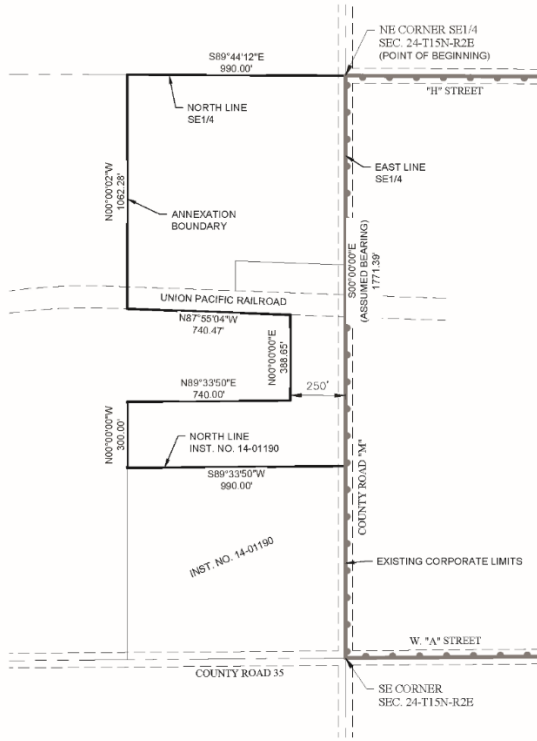 S89°44'12"E
990.00'
NE CORNER SE1/4
SEC. 24-T15N-R2E
(POINT OF BEGINNING)
"H" STREET
NORTH LINE
SE1/4
EAST LINE
SE1/4
N00°00'02"W
1062.28'
ANNEXATION
BOUNDARY
S00°00'00"E
(ASSUMED BEARING)
1771.39'
UNION PACIFIC RAILROAD
N87°55'04"W
740.47'
N00°00'00"E
388.65'
N89°33'50"E
740.00'
250'
N00°00'00"W
300.00'
NORTH LINE
INST. NO. 14-01190
S89°33'50"W
990.00'
COUNTY ROAD "M"
INST. NO. 14-01190
EXISTING CORPORATE LIMITS
W. "A" STREET
COUNTY ROAD 35
SE CORNER
SEC. 24-T15N-R2E